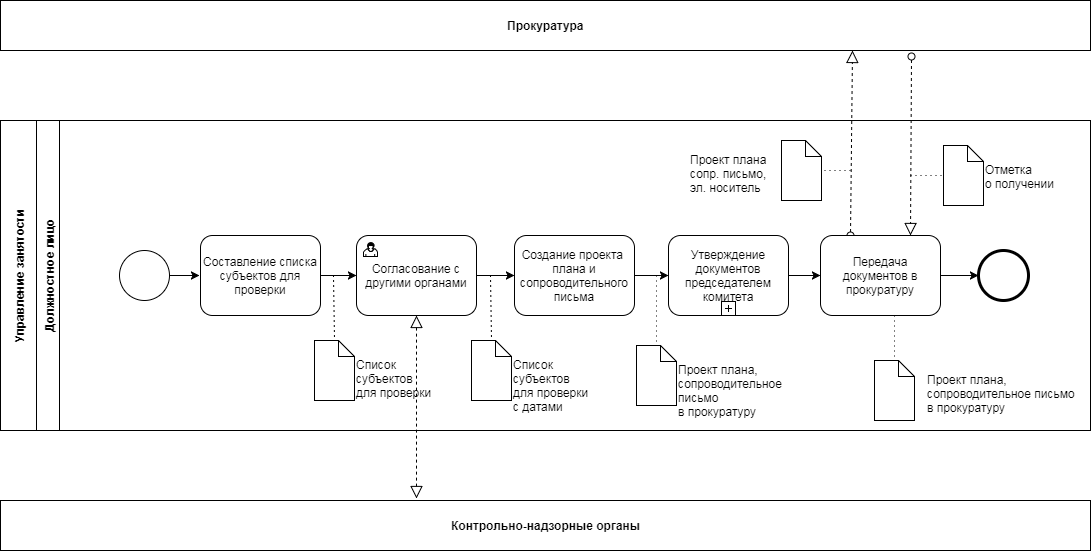 Прокуратура
Управление занятости
Должностное лицо
Проект плана
сопр. письмо,
эл. носитель
Отметка
о получении
Составление списка
субъектов для
проверки
Согласование с
другими органами
Создание проекта
плана и
сопроводительного
письма
Утверждение
документов
председателем
комитета
Передача
документов в
прокуратуру
Список
субъектов
для проверки
Список
субъектов
для проверки
с датами
Проект плана,
сопроводительное
письмо
в прокуратуру
Проект плана,
сопроводительное письмо
в прокуратуру
Контрольно-надзорные органы